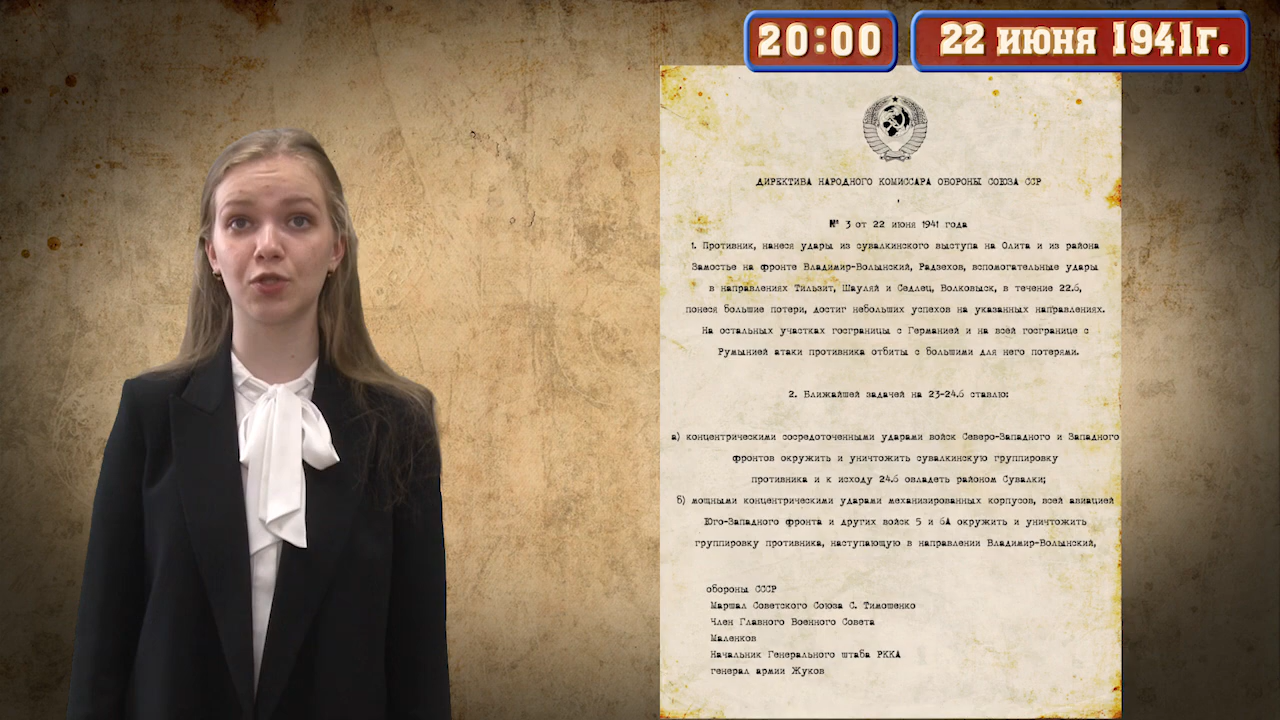 20:00
22 июня 1941г.
ДИРЕКТИВА НАРОДНОГО КОМИССАРА ОБОРОНЫ СОЮЗА ССР
№ 3 от 22 июня 1941 года
1. Противник, нанеся удары из сувалкинского выступа на Олита и из района
Замостье на фронте Владимир-Волынский, Радзехов, вспомогательные удары
в направлениях Тильзит, Шауляй и Седлец, Волковыск, в течение 22.6,
понеся большие потери, достиг небольших успехов на указанных направлениях.
На остальных участках госграницы с Германией и на всей госгранице с
Румынией атаки противника отбиты с большими для него потерями.
2. Ближайшей задачей на 23-24.6 ставлю:
а) концентрическими сосредоточенными ударами войск Северо-Западного и Западного
фронтов окружить и уничтожить сувалкинскую группировку
противника и к исходу 24.6 овладеть районом Сувалки;
б) мощными концентрическими ударами механизированных корпусов, всей авиацией
Юго-Западного фронта и других войск 5 и 6А окружить и уничтожить
группировку противника, наступающую в направлении Владимир-Волынский,
обороны СССР
Маршал Советского Союза С. Тимошенко
Член Главного Военного Совета
Маленков
Начальник Генерального штаба РККА
генерал армии Жуков